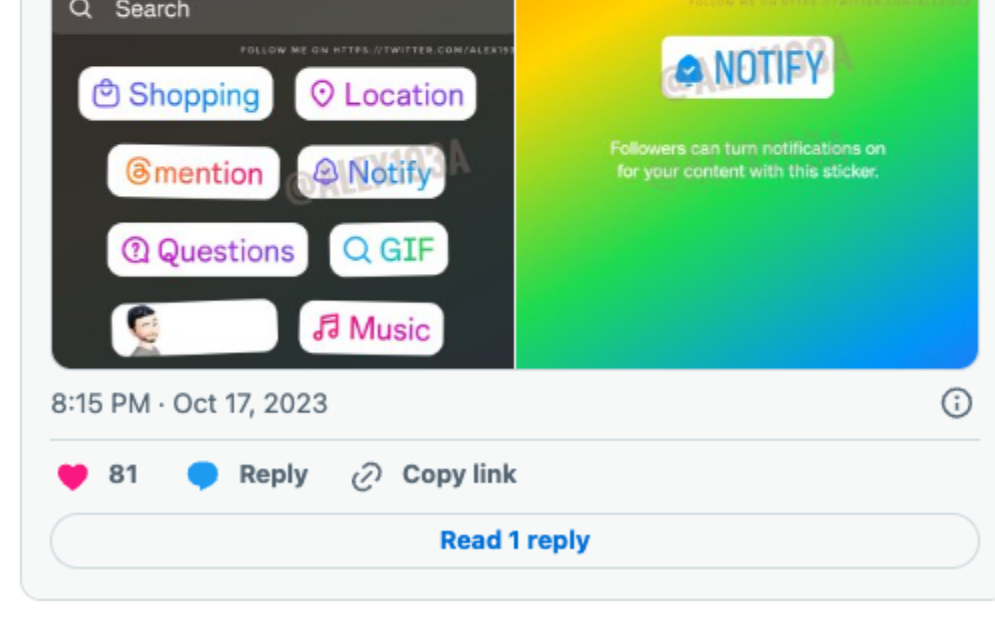 Search
FOLLOW ME ON HTTPS://TWITTER.COM/ALEX193
Shopping
Location
mention
Notify
@ALEX193A
Questions
GIF
Music
NOTIFY
@ALEX193A
Followers can turn notifications on
for your content with this sticker.
8:15 PM · Oct 17, 2023
81
Reply
Copy link
Read 1 reply